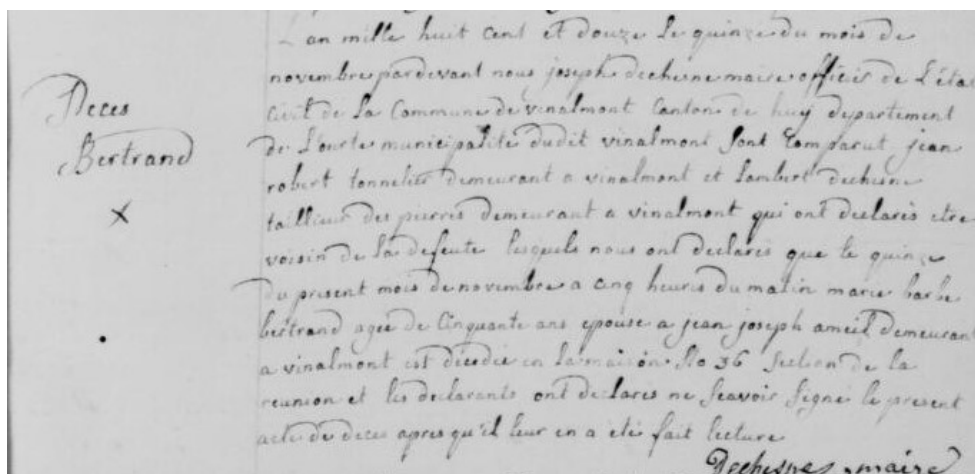 Deces
Bertrand
L'an mille huit cent et douze le quinze du mois de
novembre pardevant nous joseph dechesne maire officier de L'état
civil de La Commune de vinalmont canton de huy departement
de L'ourte municipalité dudit vinalmont sont comparut jean
robert tonnelier demeurant a vinalmont et Lambert dechesne
tailleur des pierres demeurant a vinalmont qui ont declarés etre
voisin de La defeute lesquels nous ont declarés que le quinze
du present mois de novembre a cinq heures du matin marie barbe
bertrand agée de Cinquante ans epouse a jean joseph ameil demeurant
a vinalmont est décédée en La maison No 36 section de la
reunion et les declarants ont declarés ne scavoir signé le present
acte de deces apres qu'il leur en a été fait lecture
Dechesne maire